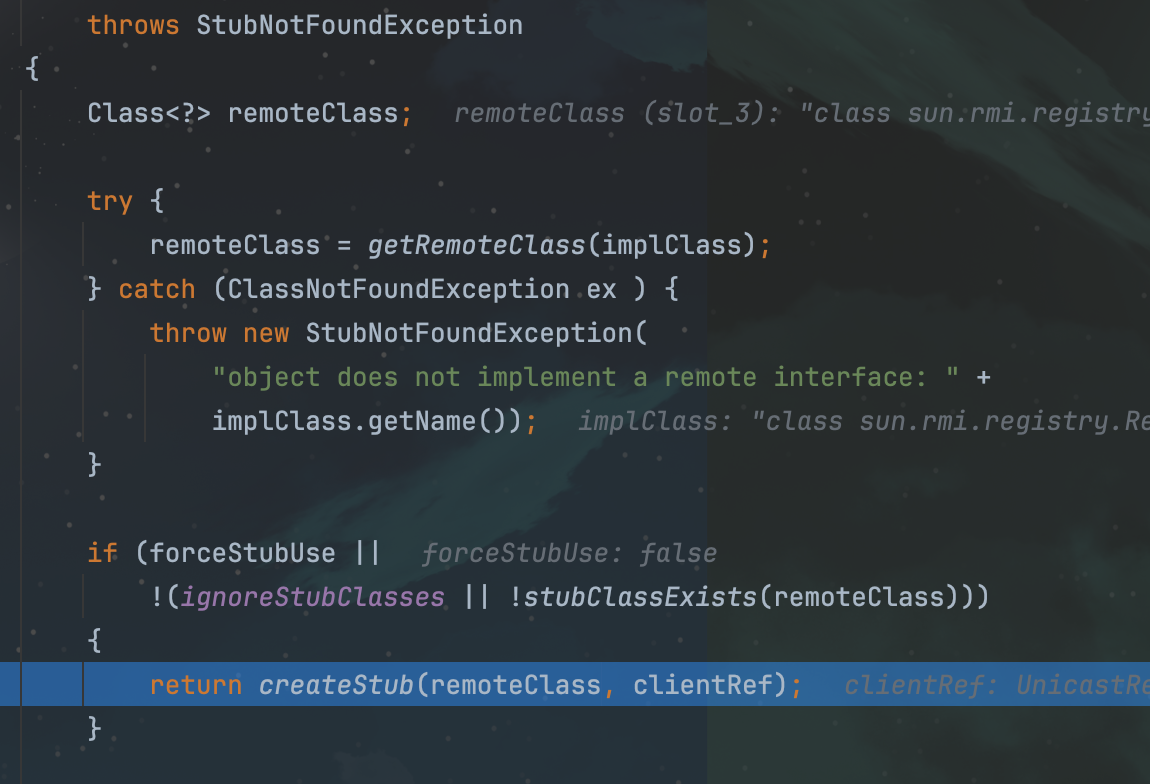 throws StubNotFoundException
{
Class<?> remoteClass; remoteClass (slot_3): "class sun.rmi.registry
try {
remoteClass = getRemoteClass(implClass);
} catch (ClassNotFoundException ex ) {
throw new StubNotFoundException(
"object does not implement a remote interface: " +
implClass.getName()); implClass: "class sun.rmi.registry.Re
}
if (forceStubUse || forceStubUse: false
!(ignoreStubClasses || !stubClassExists(remoteClass)))
{
return createStub(remoteClass, clientRef); clientRef: UnicastRe
}